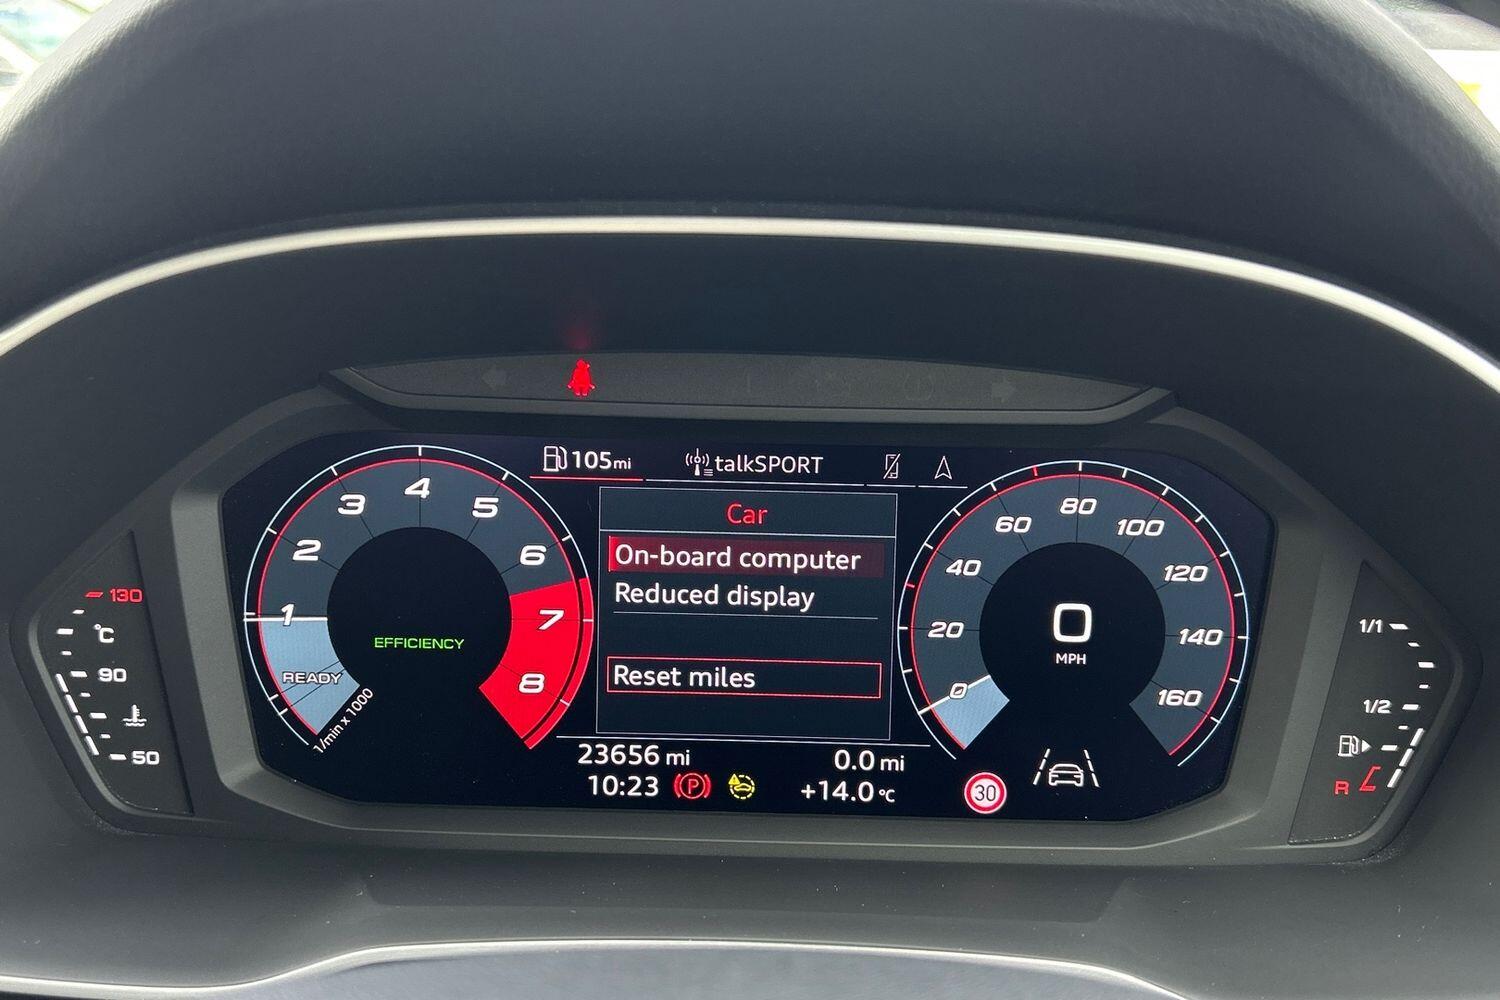 105 mi
talkSPORT
Car
On-board computer
Reduced display
Reset miles
23656 mi
0.0 mi
10:23
P
+14.0 °C
30
1
2
3
4
5
6
7
8
READY
1/min x 1000
EFFICIENCY
0
20
40
60
80
100
120
140
160
0
MPH
130
°C
90
50
1/1
1/2
R